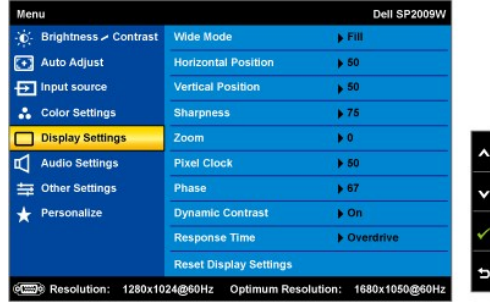 Menu Dell SP2009W
Brightness / Contrast Wide Mode Fill
Auto Adjust Horizontal Position 50
Input source Vertical Position 50
Color Settings Sharpness 75
Display Settings Zoom 0
Audio Settings Pixel Clock 50
Other Settings Phase 67
Personalize Dynamic Contrast On
Response Time Overdrive
Reset Display Settings
Resolution: 1280x1024@60Hz Optimum Resolution: 1680x1050@60Hz